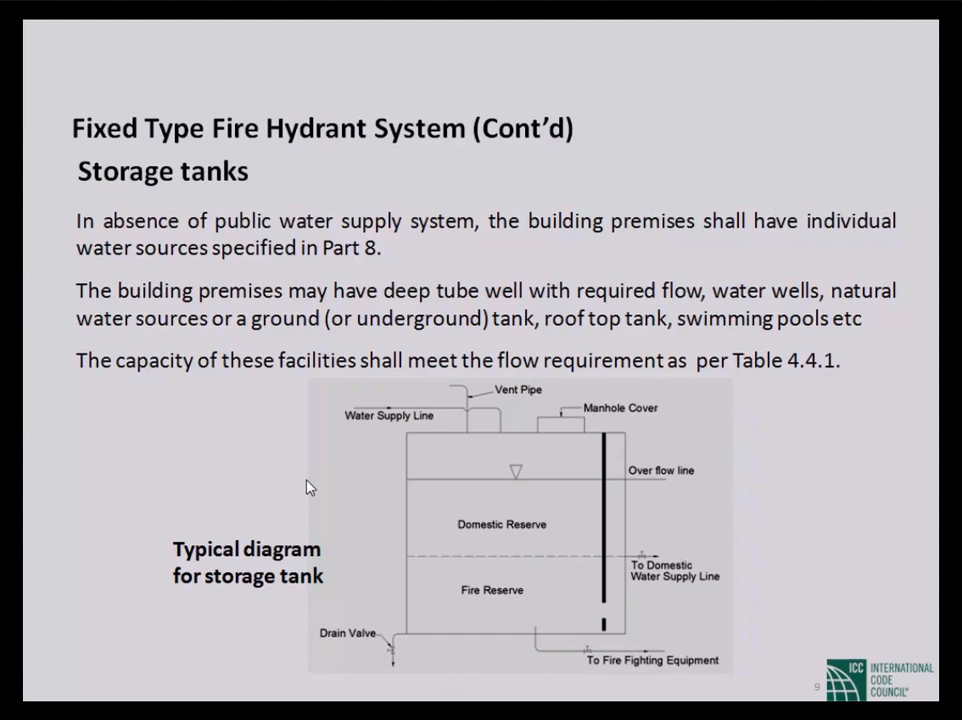 Fixed Type Fire Hydrant System (Cont’d)
Storage tanks
In absence of public water supply system, the building premises shall have individual
water sources specified in Part 8.
The building premises may have deep tube well with required flow, water wells, natural
water sources or a ground (or underground) tank, roof top tank, swimming pools etc
The capacity of these facilities shall meet the flow requirement as per Table 4.4.1.
Vent Pipe
Manhole Cover
Water Supply Line
Over flow line
Domestic Reserve
Typical diagram
for storage tank
To Domestic
Water Supply Line
Fire Reserve
Drain Valve
To Fire Fighting Equipment
9
ICC INTERNATIONAL
CODE
COUNCIL®